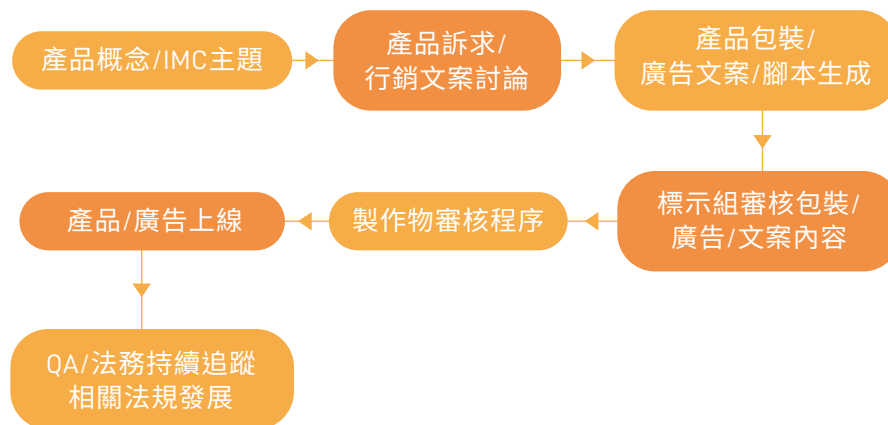 產品概念/IMC主題
產品訴求/
行銷文案討論
產品包裝/
廣告文案/腳本生成
標示組審核包裝/
廣告/文案內容
製作物審核程序
產品/廣告上線
QA/法務持續追蹤
相關法規發展